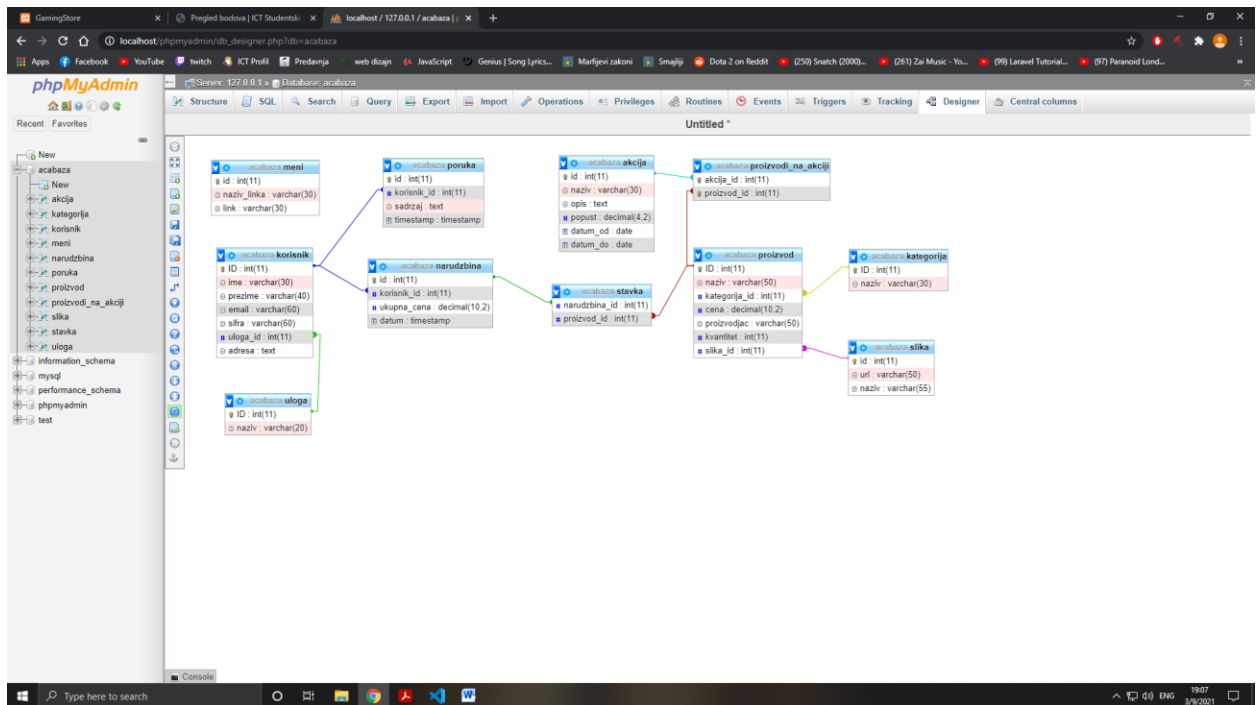 GamingStore
Pregled bodova | ICT Studentski
localhost / 127.0.0.1 / acabaza | p
localhost/phpmyadmin/db_designer.php?db=acabaza
Apps Facebook YouTube twitch ICT Profil Predavnja web dizajn JavaScript Genius | Song Lyrics... Marfijevi zakoni Smajliji Dota 2 on Reddit (250) Snatch (2000)... (261) Zai Music - Yo... (99) Laravel Tutorial... (97) Paranoid Lond...
phpMyAdmin
Recent Favorites
New
acabaza
New
akcija
kategorija
korisnik
meni
narudzbina
poruka
proizvod
proizvodi_na_akciji
slika
stavka
uloga
information_schema
mysql
performance_schema
phpmyadmin
test
Server: 127.0.0.1 » Database: acabaza
Structure SQL Search Query Export Import Operations Privileges Routines Events Triggers Tracking Designer Central columns
Untitled *
acabaza meni
id : int(11)
naziv_linka : varchar(30)
link : varchar(30)
acabaza poruka
id : int(11)
korisnik_id : int(11)
sadrzaj : text
timestamp : timestamp
acabaza akcija
id : int(11)
naziv : varchar(30)
opis : text
popust : decimal(4,2)
datum_od : date
datum_do : date
acabaza proizvodi_na_akciji
akcija_id : int(11)
proizvod_id : int(11)
acabaza korisnik
ID : int(11)
ime : varchar(30)
prezime : varchar(40)
email : varchar(60)
sifra : varchar(60)
uloga_id : int(11)
adresa : text
acabaza narudzbina
id : int(11)
korisnik_id : int(11)
ukupna_cena : decimal(10,2)
datum : timestamp
acabaza stavka
narudzbina_id : int(11)
proizvod_id : int(11)
acabaza proizvod
ID : int(11)
naziv : varchar(50)
kategorija_id : int(11)
cena : decimal(10,2)
proizvodjac : varchar(50)
kvantitet : int(11)
slika_id : int(11)
acabaza kategorija
ID : int(11)
naziv : varchar(30)
acabaza slika
id : int(11)
url : varchar(50)
naziv : varchar(55)
acabaza uloga
ID : int(11)
naziv : varchar(20)
Console
Type here to search
ENG
19:07
3/9/2021